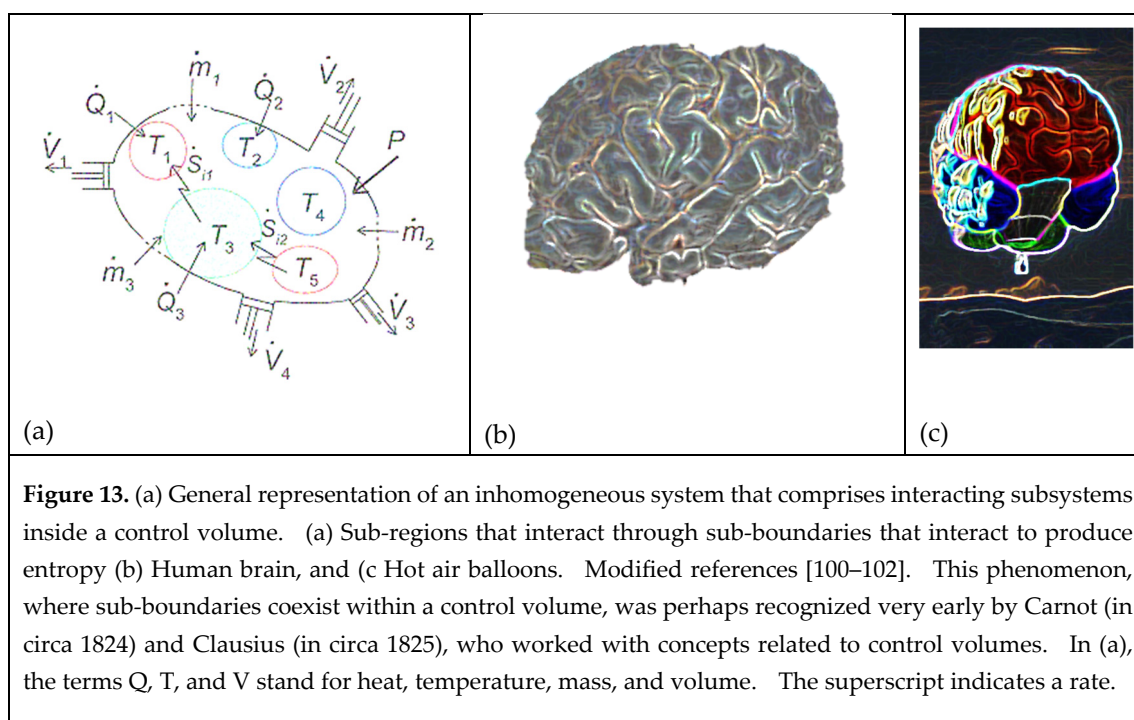 ṁ₁
Q̇₁
Q̇₂
V̇₂
P
V̇₁
T₁
Ṡᵢ₁
T₂
T₄
T₃
Ṡᵢ₂
ṁ₂
T₅
ṁ₃
Q̇₃
V̇₃
V̇₄
(a)
(b)
(c)
Figure 13. (a) General representation of an inhomogeneous system that comprises interacting subsystems
inside a control volume. (a) Sub-regions that interact through sub-boundaries that interact to produce
entropy (b) Human brain, and (c Hot air balloons. Modified references [100–102]. This phenomenon,
where sub-boundaries coexist within a control volume, was perhaps recognized very early by Carnot (in
circa 1824) and Clausius (in circa 1825), who worked with concepts related to control volumes. In (a),
the terms Q, T, and V stand for heat, temperature, mass, and volume. The superscript indicates a rate.